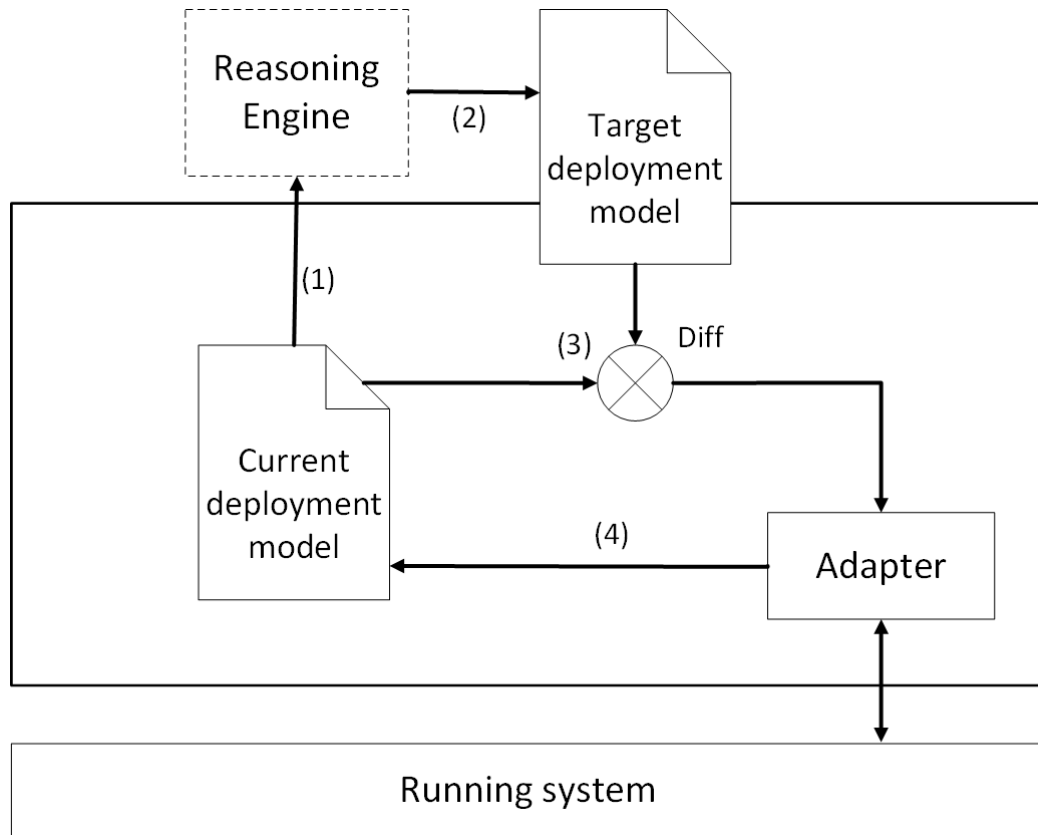 Reasoning
Engine
(2)
Target
deployment
model
(1)
(3)
Diff
Current
deployment
model
(4)
Adapter
Running system